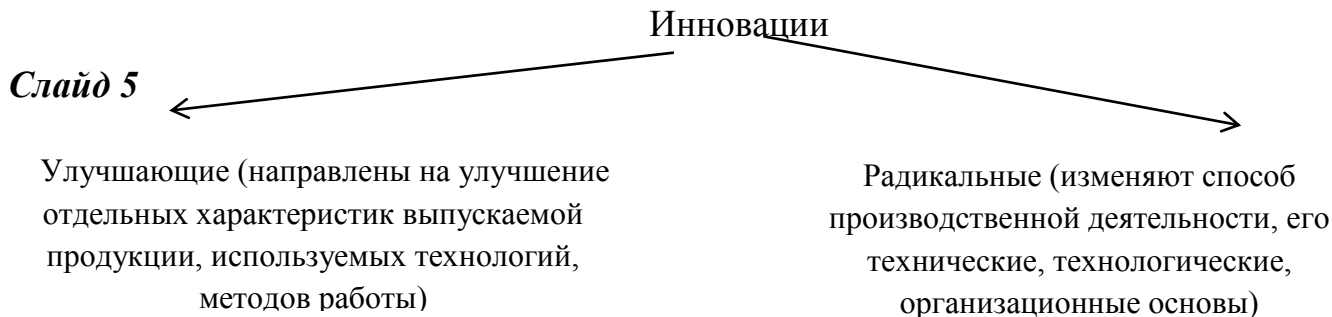 Инновации
Слайд 5
Улучшающие (направлены на улучшение
отдельных характеристик выпускаемой
продукции, используемых технологий,
методов работы)
Радикальные (изменяют способ
производственной деятельности, его
технические, технологические,
организационные основы)